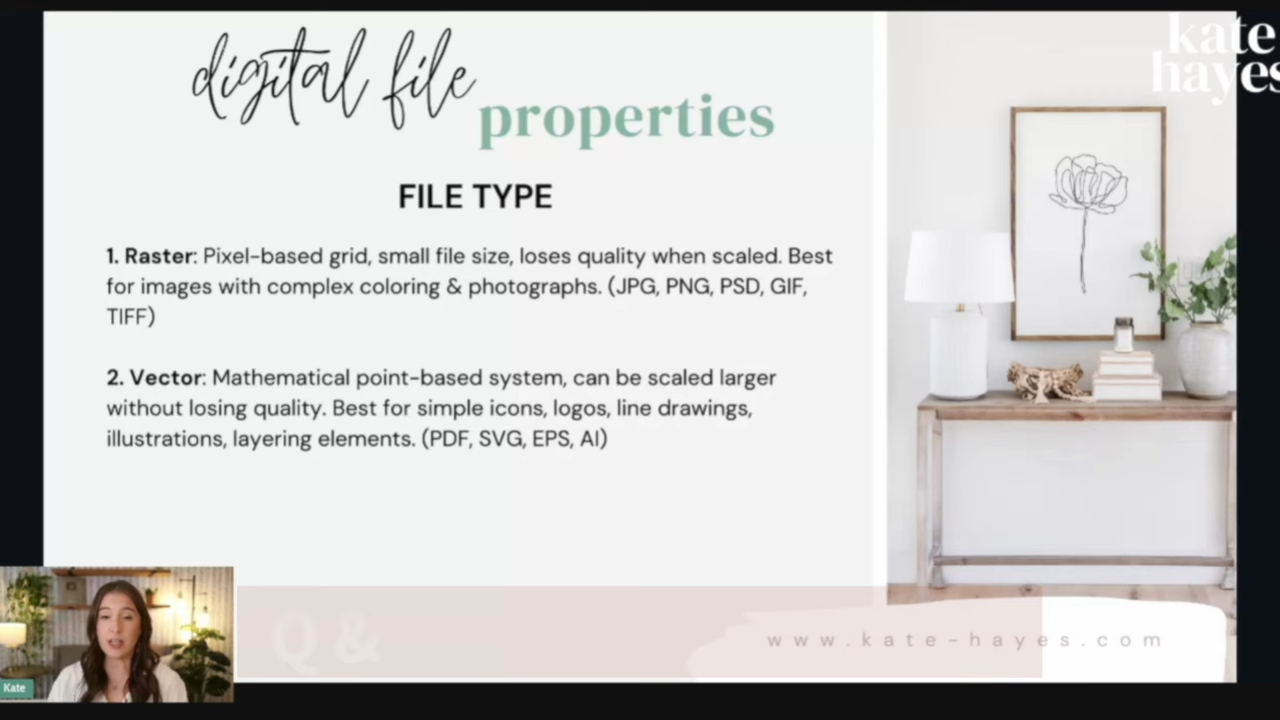 digital file
properties
kate
hayes
FILE TYPE
1. Raster: Pixel-based grid, small file size, loses quality when scaled. Best
for images with complex coloring & photographs. (JPG, PNG, PSD, GIF,
TIFF)
2. Vector: Mathematical point-based system, can be scaled larger
without losing quality. Best for simple icons, logos, line drawings,
illustrations, layering elements. (PDF, SVG, EPS, AI)
Q &
www.kate-hayes.com
Kate